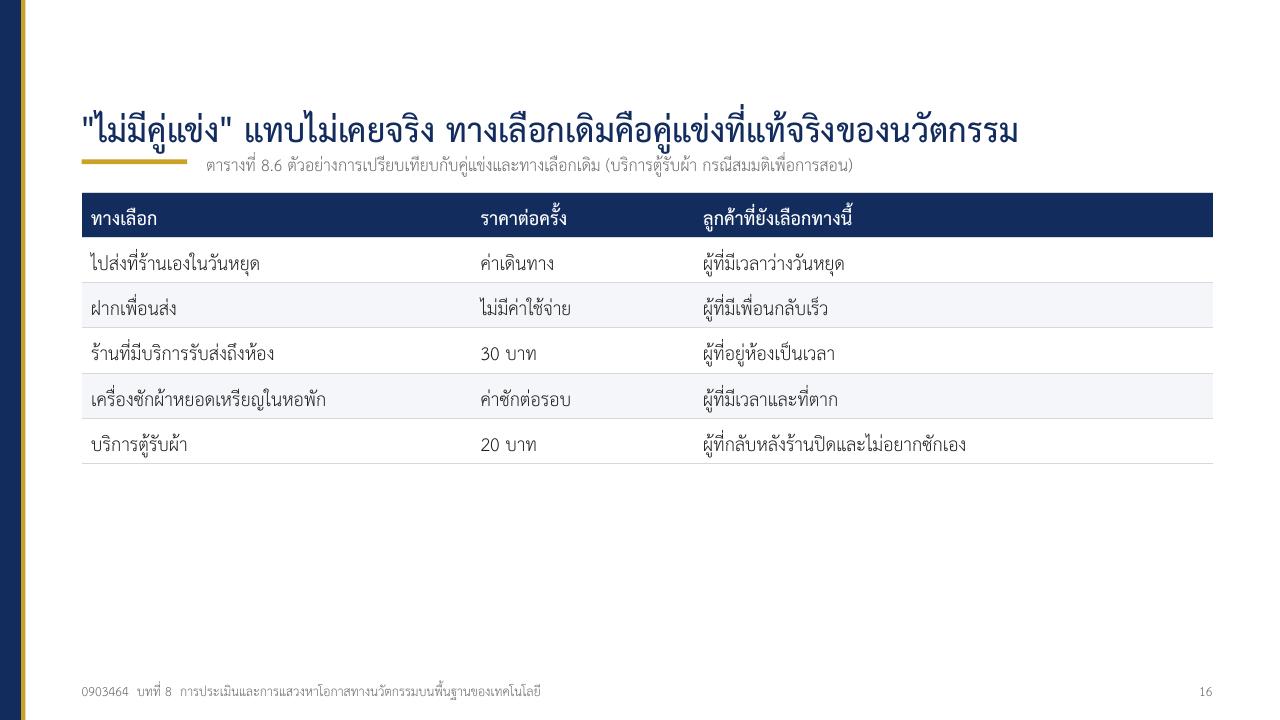 "ไม่มีคู่แข่ง" แทบไม่เคยจริง ทางเลือกเดิมคือคู่แข่งที่แท้จริงของนวัตกรรม
ตารางที่ 8.6 ตัวอย่างการเปรียบเทียบกับคู่แข่งและทางเลือกเดิม (บริการตู้รับผ้า กรณีสมมติเพื่อการสอน)
ทางเลือก ราคาต่อครั้ง ลูกค้าที่ยังเลือกทางนี้
ไปส่งที่ร้านเองในวันหยุด ค่าเดินทาง ผู้ที่มีเวลาว่างวันหยุด
ฝากเพื่อนส่ง ไม่มีค่าใช้จ่าย ผู้ที่มีเพื่อนกลับเร็ว
ร้านที่มีบริการรับส่งถึงห้อง 30 บาท ผู้ที่อยู่ห้องเป็นเวลา
เครื่องซักผ้าหยอดเหรียญในหอพัก ค่าซักต่อรอบ ผู้ที่มีเวลาและที่ตาก
บริการตู้รับผ้า 20 บาท ผู้ที่กลับหลังร้านปิดและไม่อยากซักเอง
0903464 บทที่ 8 การประเมินและการแสวงหาโอกาสทางนวัตกรรมบนพื้นฐานของเทคโนโลยี 16